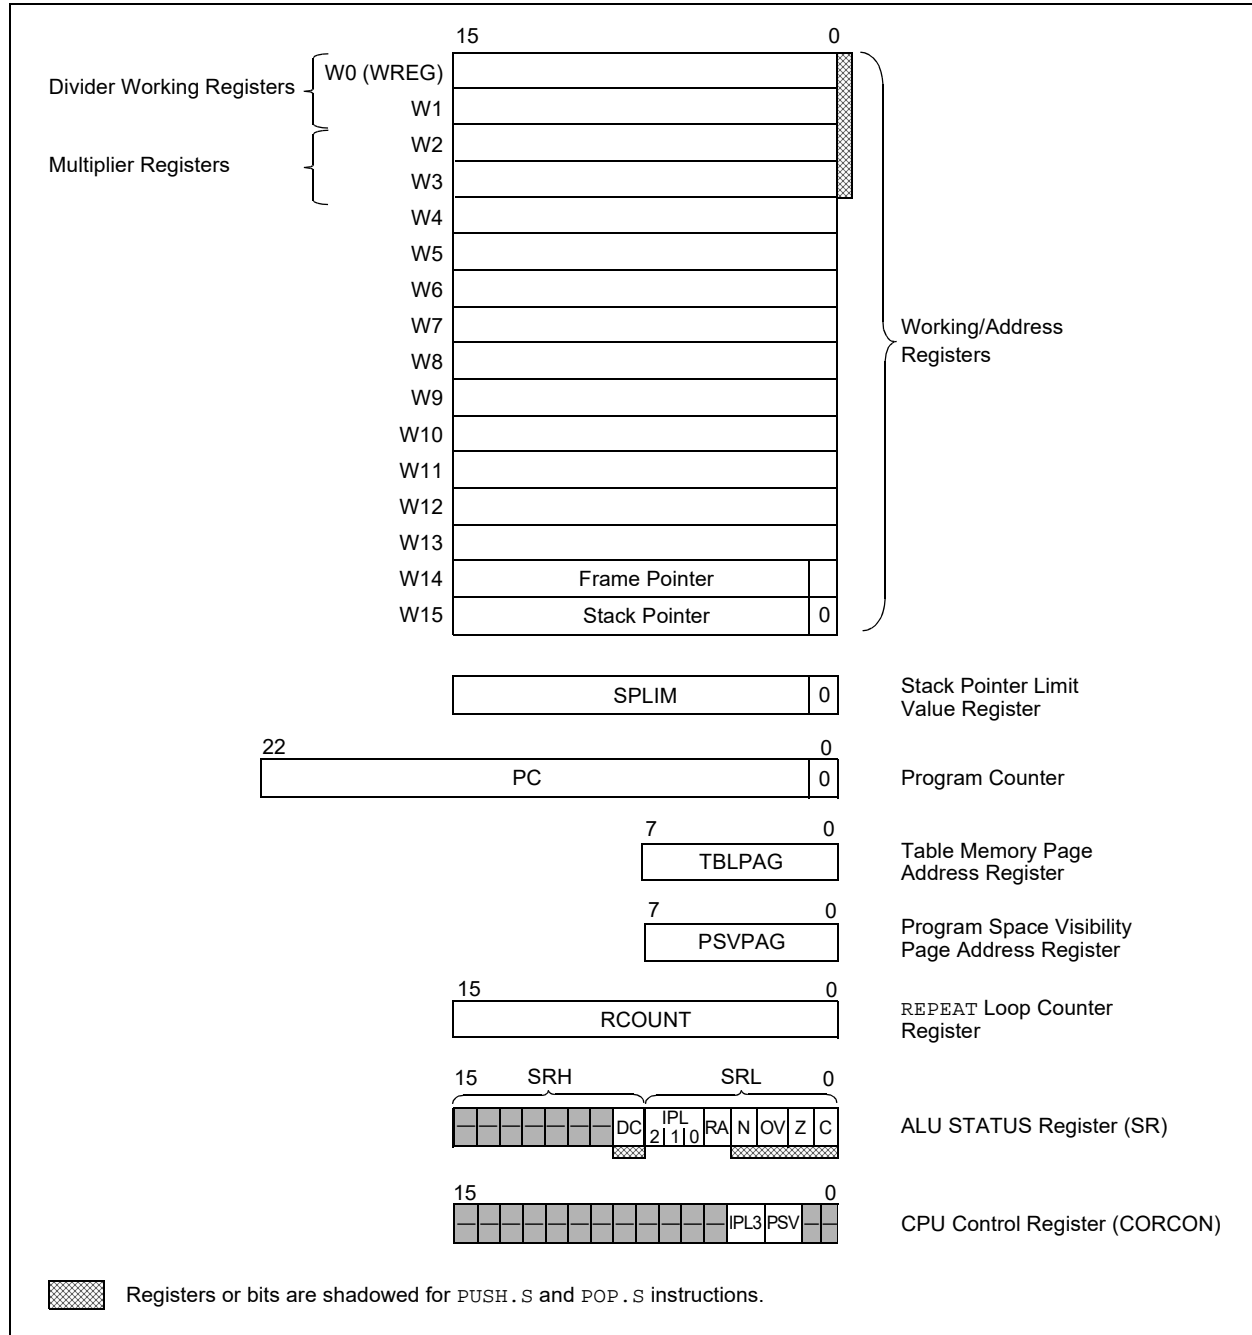 15 0
Divider Working Registers
W0 (WREG)
W1
Multiplier Registers
W2
W3
W4
W5
W6
W7
W8
W9
W10
W11
W12
W13
W14 Frame Pointer
W15 Stack Pointer 0
Working/Address
Registers
SPLIM 0
Stack Pointer Limit
Value Register
22 0
PC 0 Program Counter
7 0
TBLPAG
Table Memory Page
Address Register
7 0
PSVPAG
Program Space Visibility
Page Address Register
15 0
RCOUNT
REPEAT Loop Counter
Register
15 SRH SRL 0
— — — — — — — DC IPL 2 1 0 RA N OV Z C ALU STATUS Register (SR)
15 0
— — — — — — — — — — — — IPL3 PSV — — CPU Control Register (CORCON)
Registers or bits are shadowed for PUSH.S and POP.S instructions.